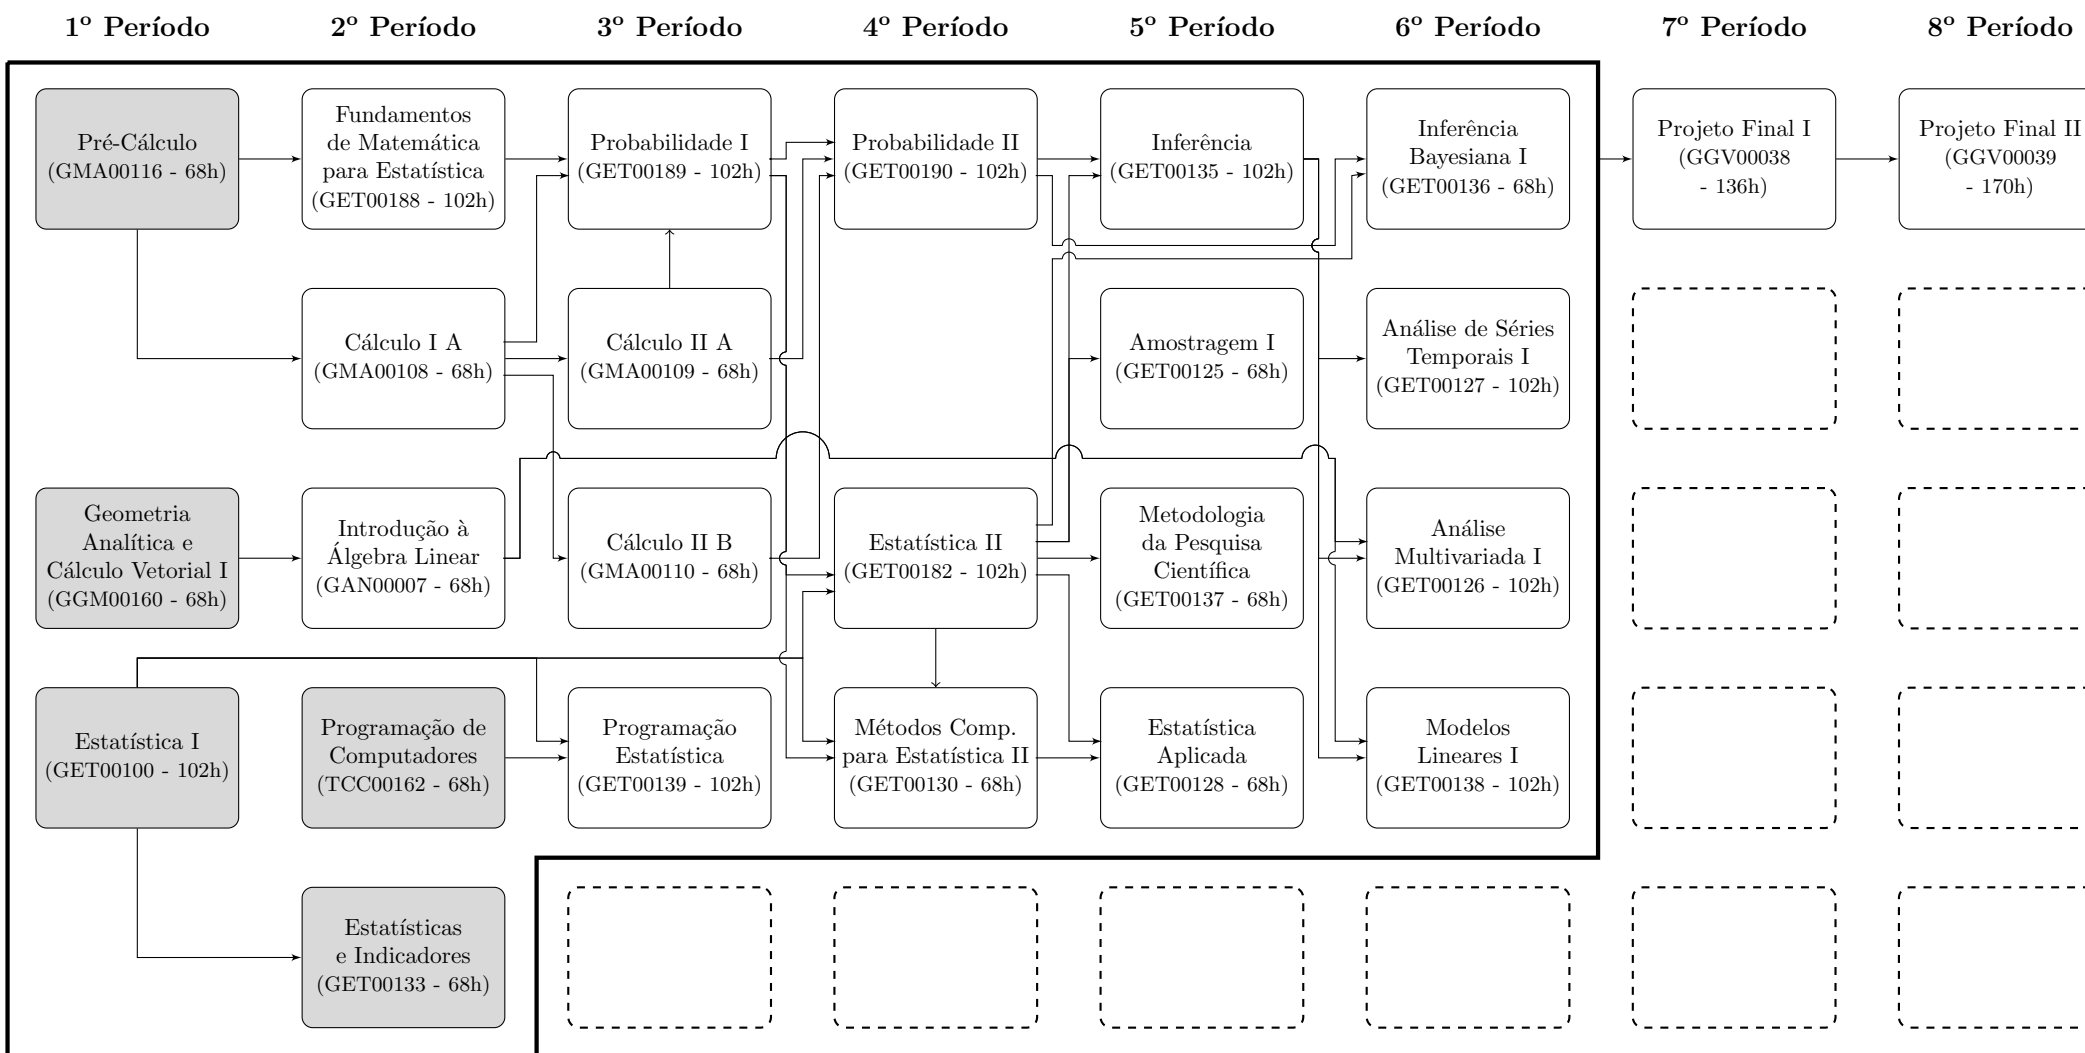 1º Período
2º Período
3º Período
4º Período
5º Período
6º Período
7º Período
8º Período
Pré-Cálculo
(GMA00116 - 68h)
Fundamentos
de Matemática
para Estatística
(GET00188 - 102h)
Probabilidade I
(GET00189 - 102h)
Probabilidade II
(GET00190 - 102h)
Inferência
(GET00135 - 102h)
Inferência
Bayesiana I
(GET00136 - 68h)
Projeto Final I
(GGV00038
- 136h)
Projeto Final II
(GGV00039
- 170h)
Cálculo I A
(GMA00108 - 68h)
Cálculo II A
(GMA00109 - 68h)
Amostragem I
(GET00125 - 68h)
Análise de Séries
Temporais I
(GET00127 - 102h)
Geometria
Analítica e
Cálculo Vetorial I
(GGM00160 - 68h)
Introdução à
Álgebra Linear
(GAN00007 - 68h)
Cálculo II B
(GMA00110 - 68h)
Estatística II
(GET00182 - 102h)
Metodologia
da Pesquisa
Científica
(GET00137 - 68h)
Análise
Multivariada I
(GET00126 - 102h)
Estatística I
(GET00100 - 102h)
Programação de
Computadores
(TCC00162 - 68h)
Programação
Estatística
(GET00139 - 102h)
Métodos Comp.
para Estatística II
(GET00130 - 68h)
Estatística
Aplicada
(GET00128 - 68h)
Modelos
Lineares I
(GET00138 - 102h)
Estatísticas
e Indicadores
(GET00133 - 68h)